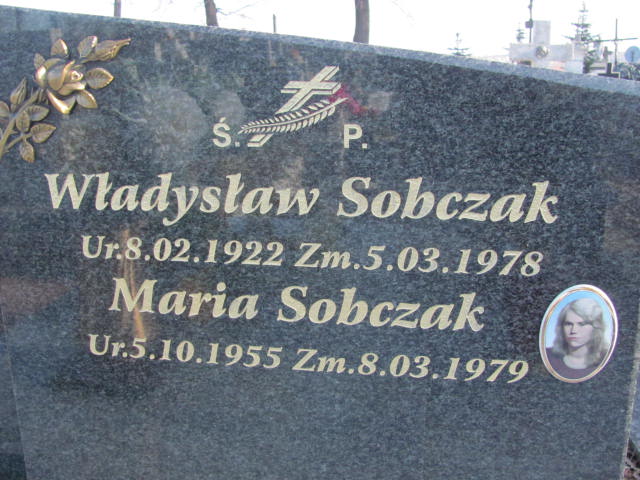 Ś. P.
Władysław Sobczak
Ur.8.02.1922 Zm.5.03.1978
Maria Sobczak
Ur.5.10.1955 Zm.8.03.1979